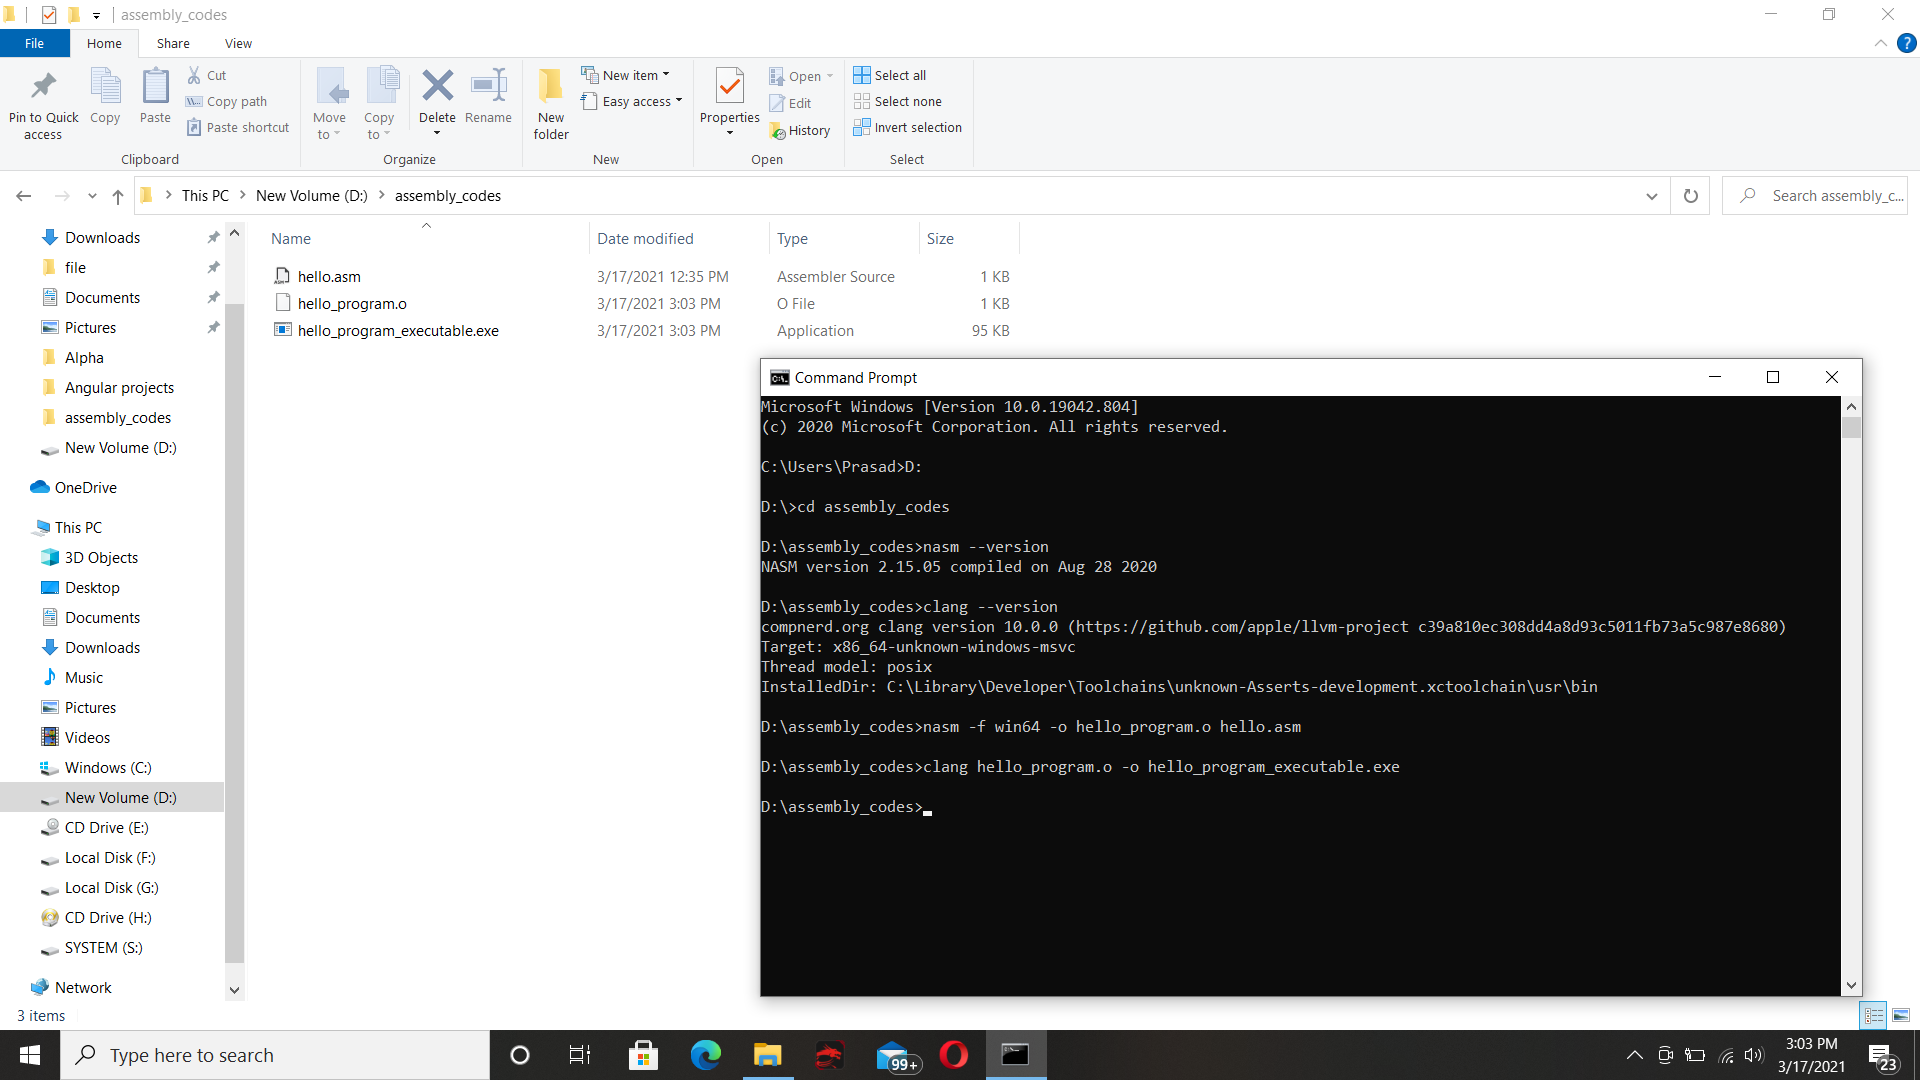 assembly_codes
File Home Share View
Pin to Quick access
Copy
Paste
Cut
Copy path
Paste shortcut
Clipboard
Move to
Copy to
Delete
Rename
Organize
New folder
New item
Easy access
New
Properties
Open
Edit
History
Open
Select all
Select none
Invert selection
Select
This PC > New Volume (D:) > assembly_codes
Search assembly_c...
Downloads
file
Documents
Pictures
Alpha
Angular projects
assembly_codes
New Volume (D:)
OneDrive
This PC
3D Objects
Desktop
Documents
Downloads
Music
Pictures
Videos
Windows (C:)
New Volume (D:)
CD Drive (E:)
Local Disk (F:)
Local Disk (G:)
CD Drive (H:)
SYSTEM (S:)
Network
3 items
Name Date modified Type Size
hello.asm 3/17/2021 12:35 PM Assembler Source 1 KB
hello_program.o 3/17/2021 3:03 PM O File 1 KB
hello_program_executable.exe 3/17/2021 3:03 PM Application 95 KB
Command Prompt
Microsoft Windows [Version 10.0.19042.804]
(c) 2020 Microsoft Corporation. All rights reserved.
C:\Users\Prasad>D:
D:\>cd assembly_codes
D:\assembly_codes>nasm --version
NASM version 2.15.05 compiled on Aug 28 2020
D:\assembly_codes>clang --version
compnerd.org clang version 10.0.0 (https://github.com/apple/llvm-project c39a810ec308dd4a8d93c5011fb73a5c987e8680)
Target: x86_64-unknown-windows-msvc
Thread model: posix
InstalledDir: C:\Library\Developer\Toolchains\unknown-Asserts-development.xctoolchain\usr\bin
D:\assembly_codes>nasm -f win64 -o hello_program.o hello.asm
D:\assembly_codes>clang hello_program.o -o hello_program_executable.exe
D:\assembly_codes>
Type here to search
99+
3:03 PM
3/17/2021
23